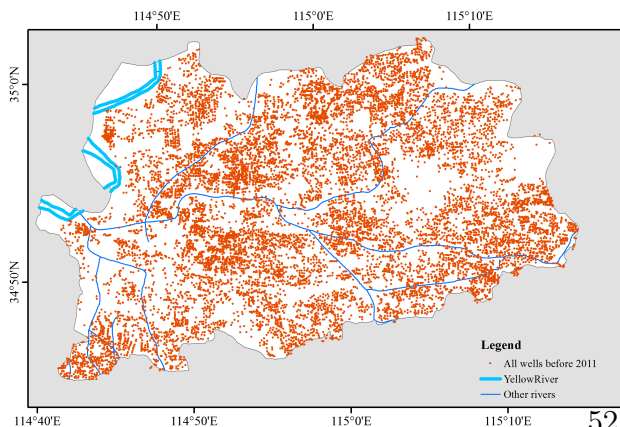 114°50'E 115°0'E 115°10'E
35°0'N
34°50'N
Legend
All wells before 2011
YellowRiver
Other rivers
114°40'E 114°50'E 115°0'E 115°10'E
52